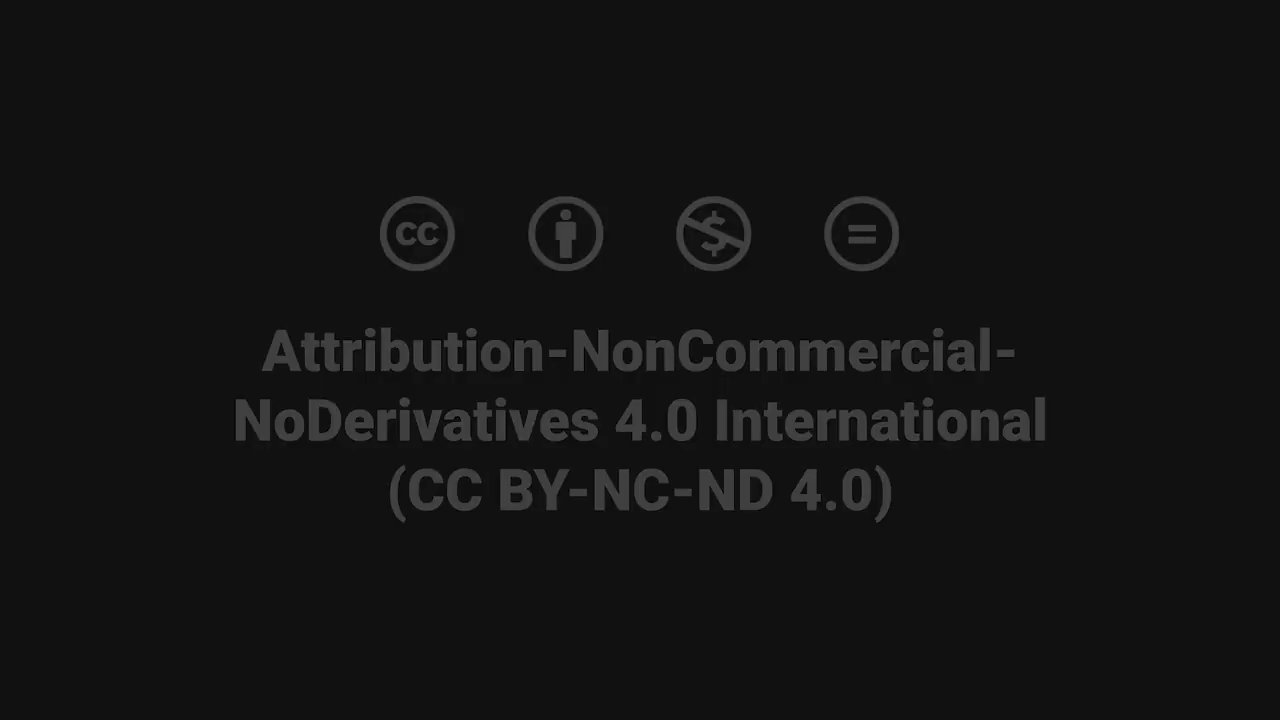 CC
Attribution-NonCommercial-
NoDerivatives 4.0 International
(CC BY-NC-ND 4.0)